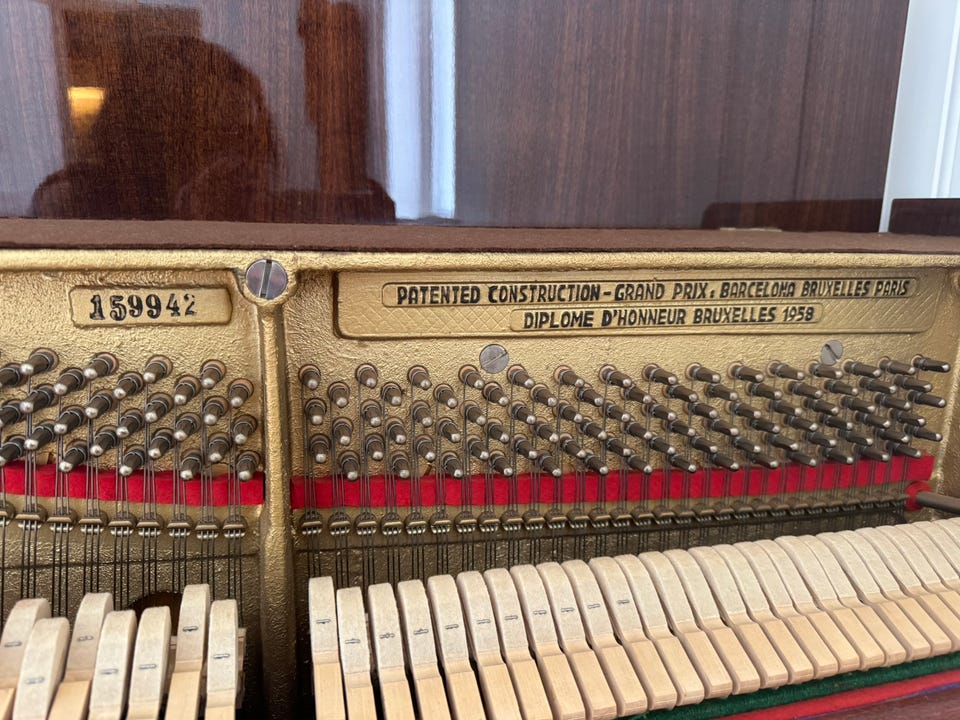 159942
PATENTED CONSTRUCTION - GRAND PRIX : BARCELONA BRUXELLES PARIS
DIPLOME D'HONNEUR BRUXELLES 1958